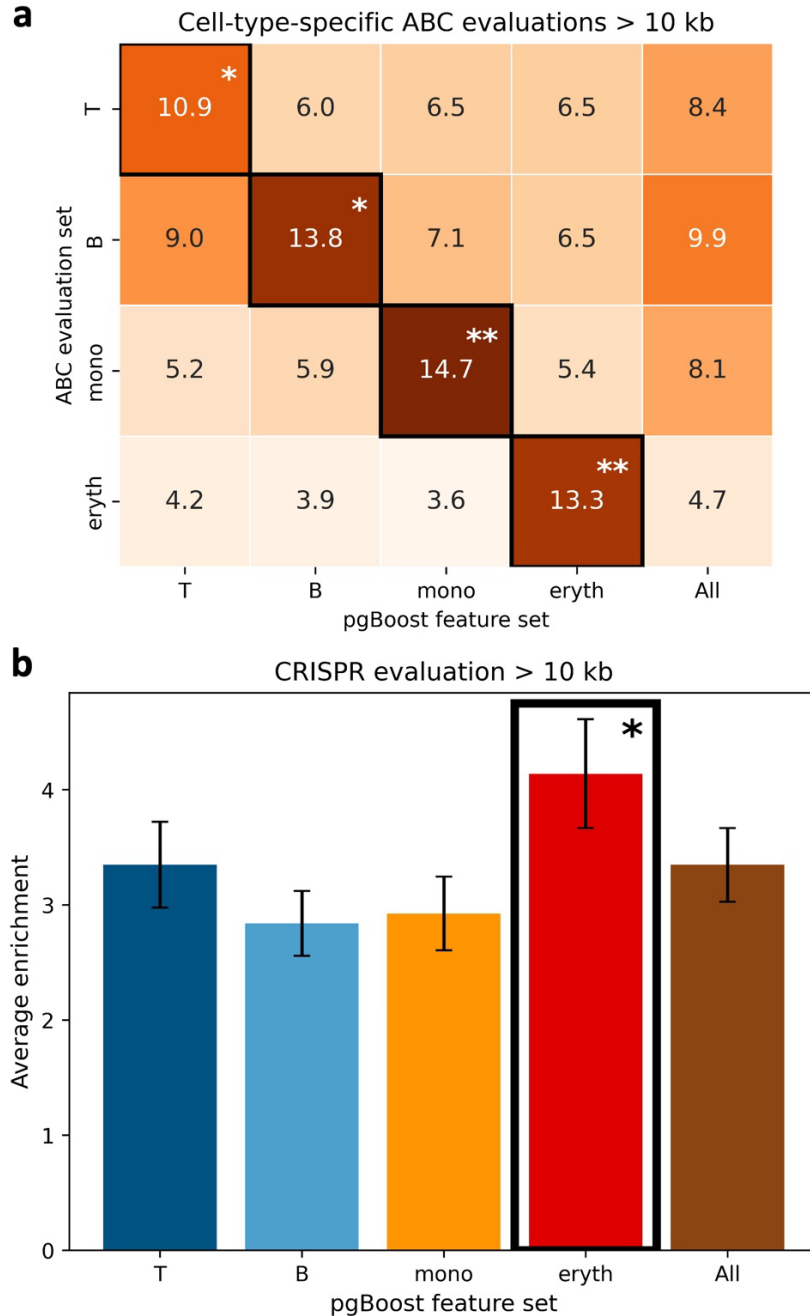 a
Cell-type-specific ABC evaluations > 10 kb
ABC evaluation set
T
10.9 * 6.0 6.5 6.5 8.4
B
9.0 13.8 * 7.1 6.5 9.9
mono
5.2 5.9 14.7 ** 5.4 8.1
eryth
4.2 3.9 3.6 13.3 ** 4.7
T B mono eryth All
pgBoost feature set
b
CRISPR evaluation > 10 kb
Average enrichment
*
4
3
2
1
0
T B mono eryth All
pgBoost feature set